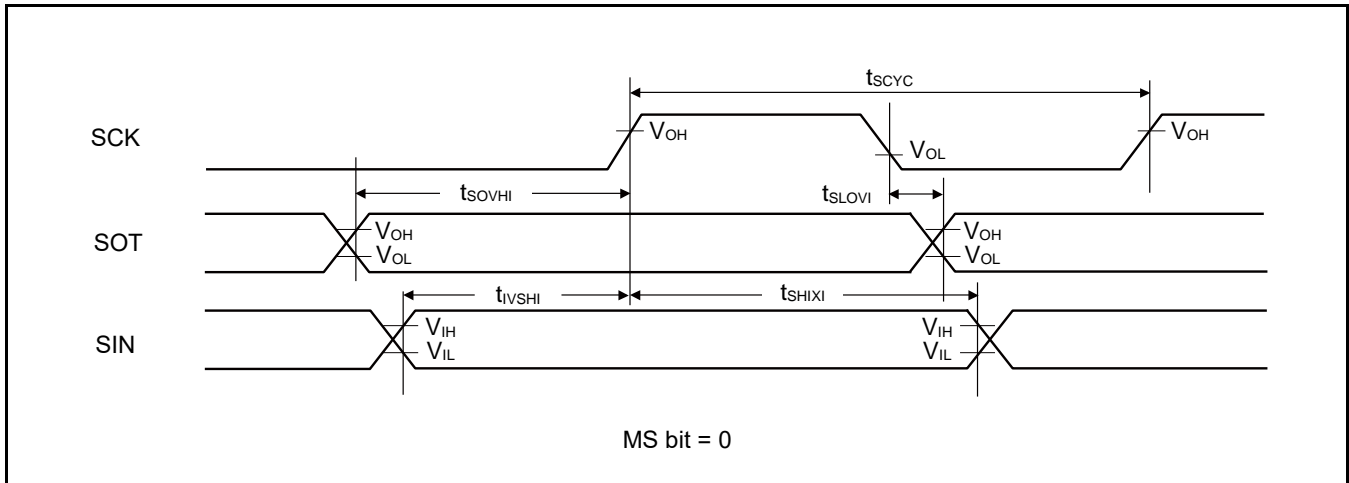 tSCYC
SCK
VOH
VOL
VOH
tSOVHI
tSLOVI
SOT
VOH
VOL
VOH
VOL
tIVSHI
tSHIXI
SIN
VIH
VIL
VIH
VIL
MS bit = 0